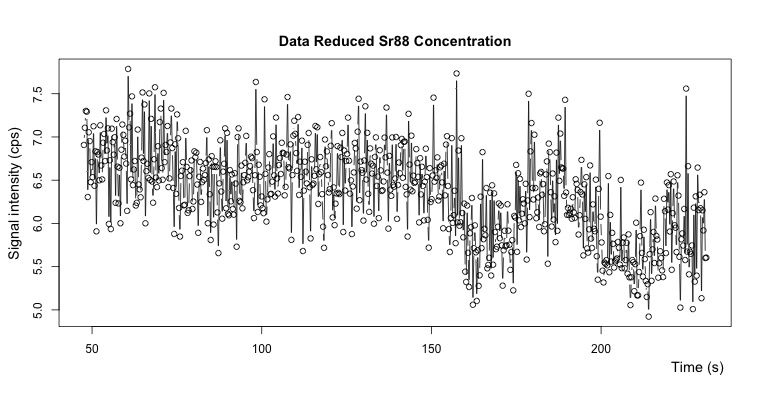 Data Reduced Sr88 Concentration
Signal intensity (cps)
7.5
7.0
6.5
6.0
5.5
5.0
50 100 150 200
Time (s)